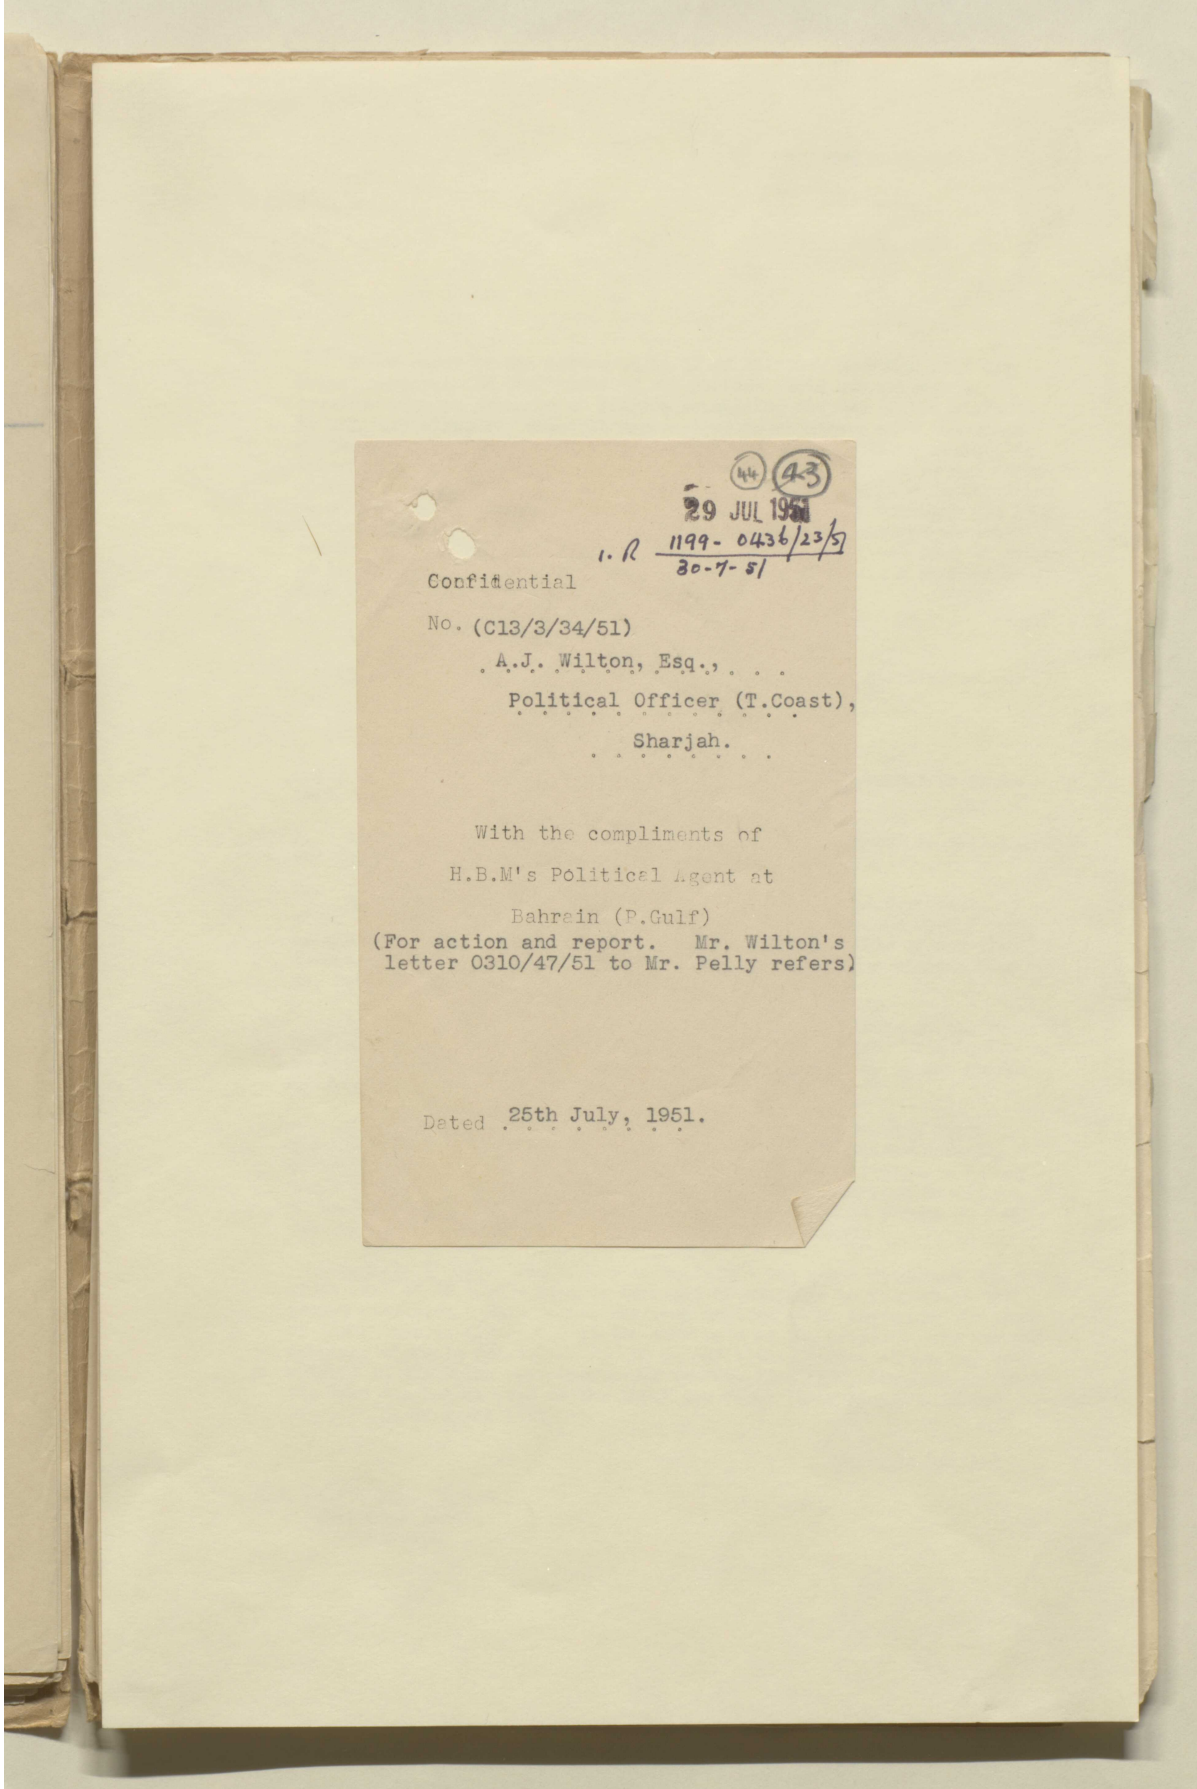 44 43
29 JUL 1951
1.R 1199- 0436/23/51
30-7-51
Confidential
No. (C13/3/34/51)
A.J. Wilton, Esq.,
Political Officer (T.Coast),
Sharjah.
With the compliments of
H.B.M's Political Agent at
Bahrain (P.Gulf)
(For action and report. Mr. Wilton's
letter 0310/47/51 to Mr. Pelly refers)
Dated 25th July, 1951.